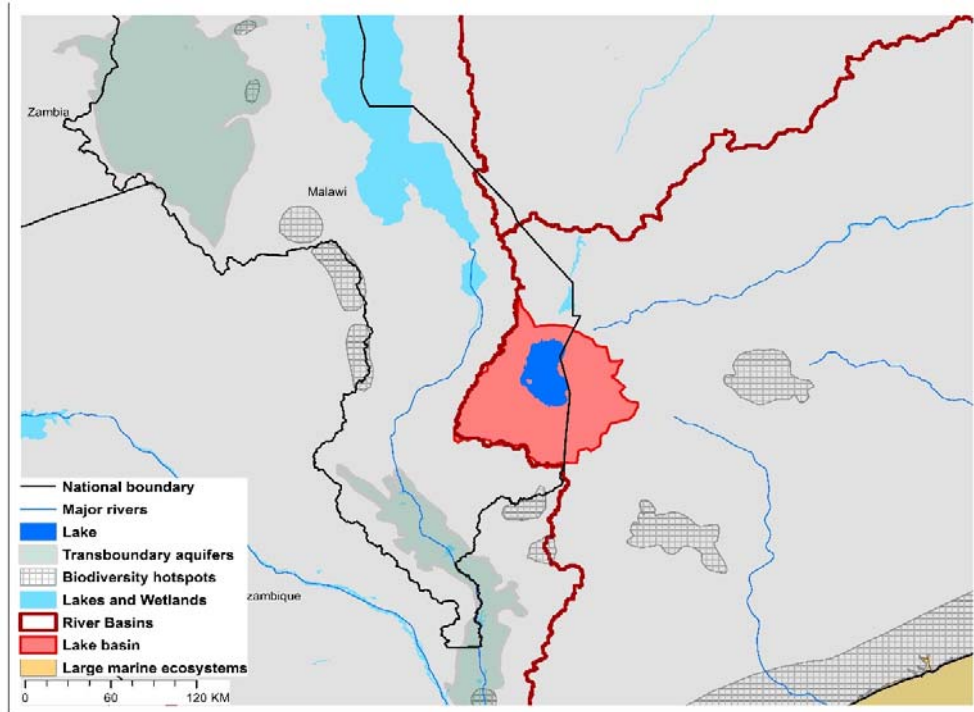 Zambia
Malawi
National boundary
Major rivers
Lake
Transboundary aquifers
Biodiversity hotspots
zambique
Lakes and Wetlands
River Basins
Lake basin
Large marine ecosystems
0 60 120 KM